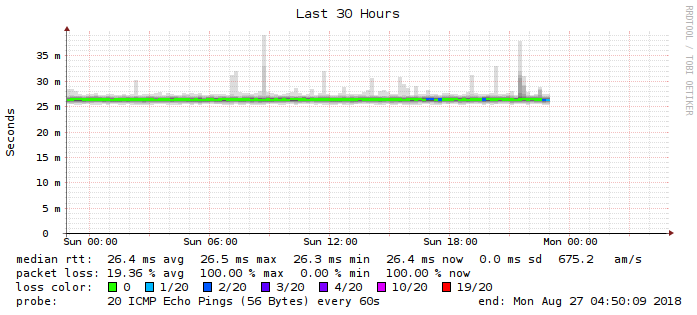 Last 30 Hours
RRDTOOL / TOBI OETIKER
Seconds
35 m
30 m
25 m
20 m
15 m
10 m
5 m
0
Sun 00:00 Sun 06:00 Sun 12:00 Sun 18:00 Mon 00:00
median rtt: 26.4 ms avg 26.5 ms max 26.3 ms min 26.4 ms now 0.0 ms sd 675.2 am/s
packet loss: 19.36 % avg 100.00 % max 0.00 % min 100.00 % now
loss color: 0 1/20 2/20 3/20 4/20 10/20 19/20
probe: 20 ICMP Echo Pings (56 Bytes) every 60s end: Mon Aug 27 04:50:09 2018